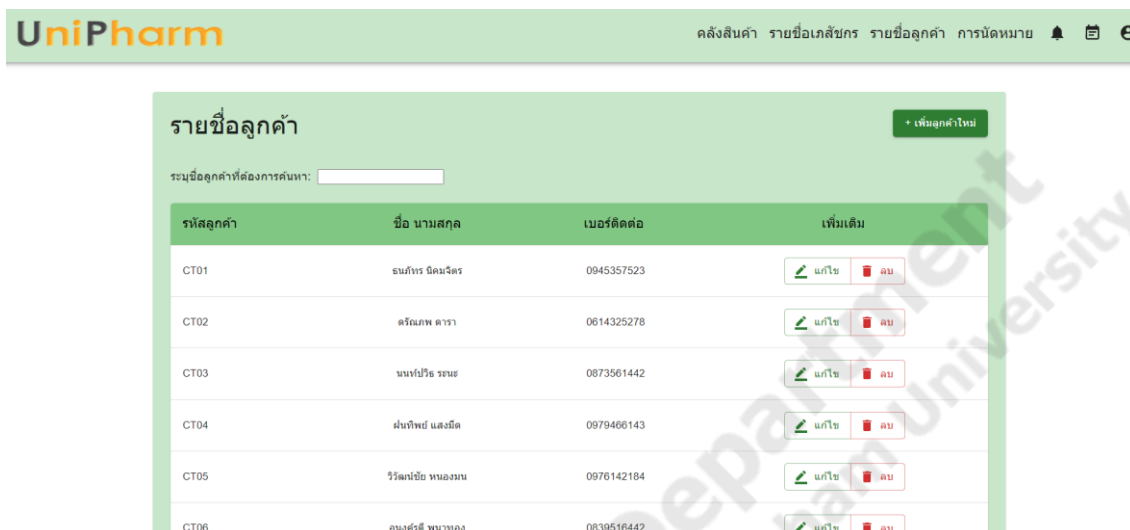 UniPharm
คลังสินค้า รายชื่อเภสัชกร รายชื่อลูกค้า การนัดหมาย
รายชื่อลูกค้า
+ เพิ่มลูกค้าใหม่
ระบุชื่อลูกค้าที่ต้องการค้นหา:
รหัสลูกค้า ชื่อ นามสกุล เบอร์ติดต่อ เพิ่มเติม
CT01 ธนภัทร นิคมจิตร 0945357523 แก้ไข ลบ
CT02 ดรัณภพ ดารา 0614325278 แก้ไข ลบ
CT03 นนท์ปวิธ ระนะ 0873561442 แก้ไข ลบ
CT04 ฝนทิพย์ แสงมืด 0979466143 แก้ไข ลบ
CT05 วิวัฒน์ชัย หนองมน 0976142184 แก้ไข ลบ
CT06 0839516442 แก้ไข ลบ
Department
University